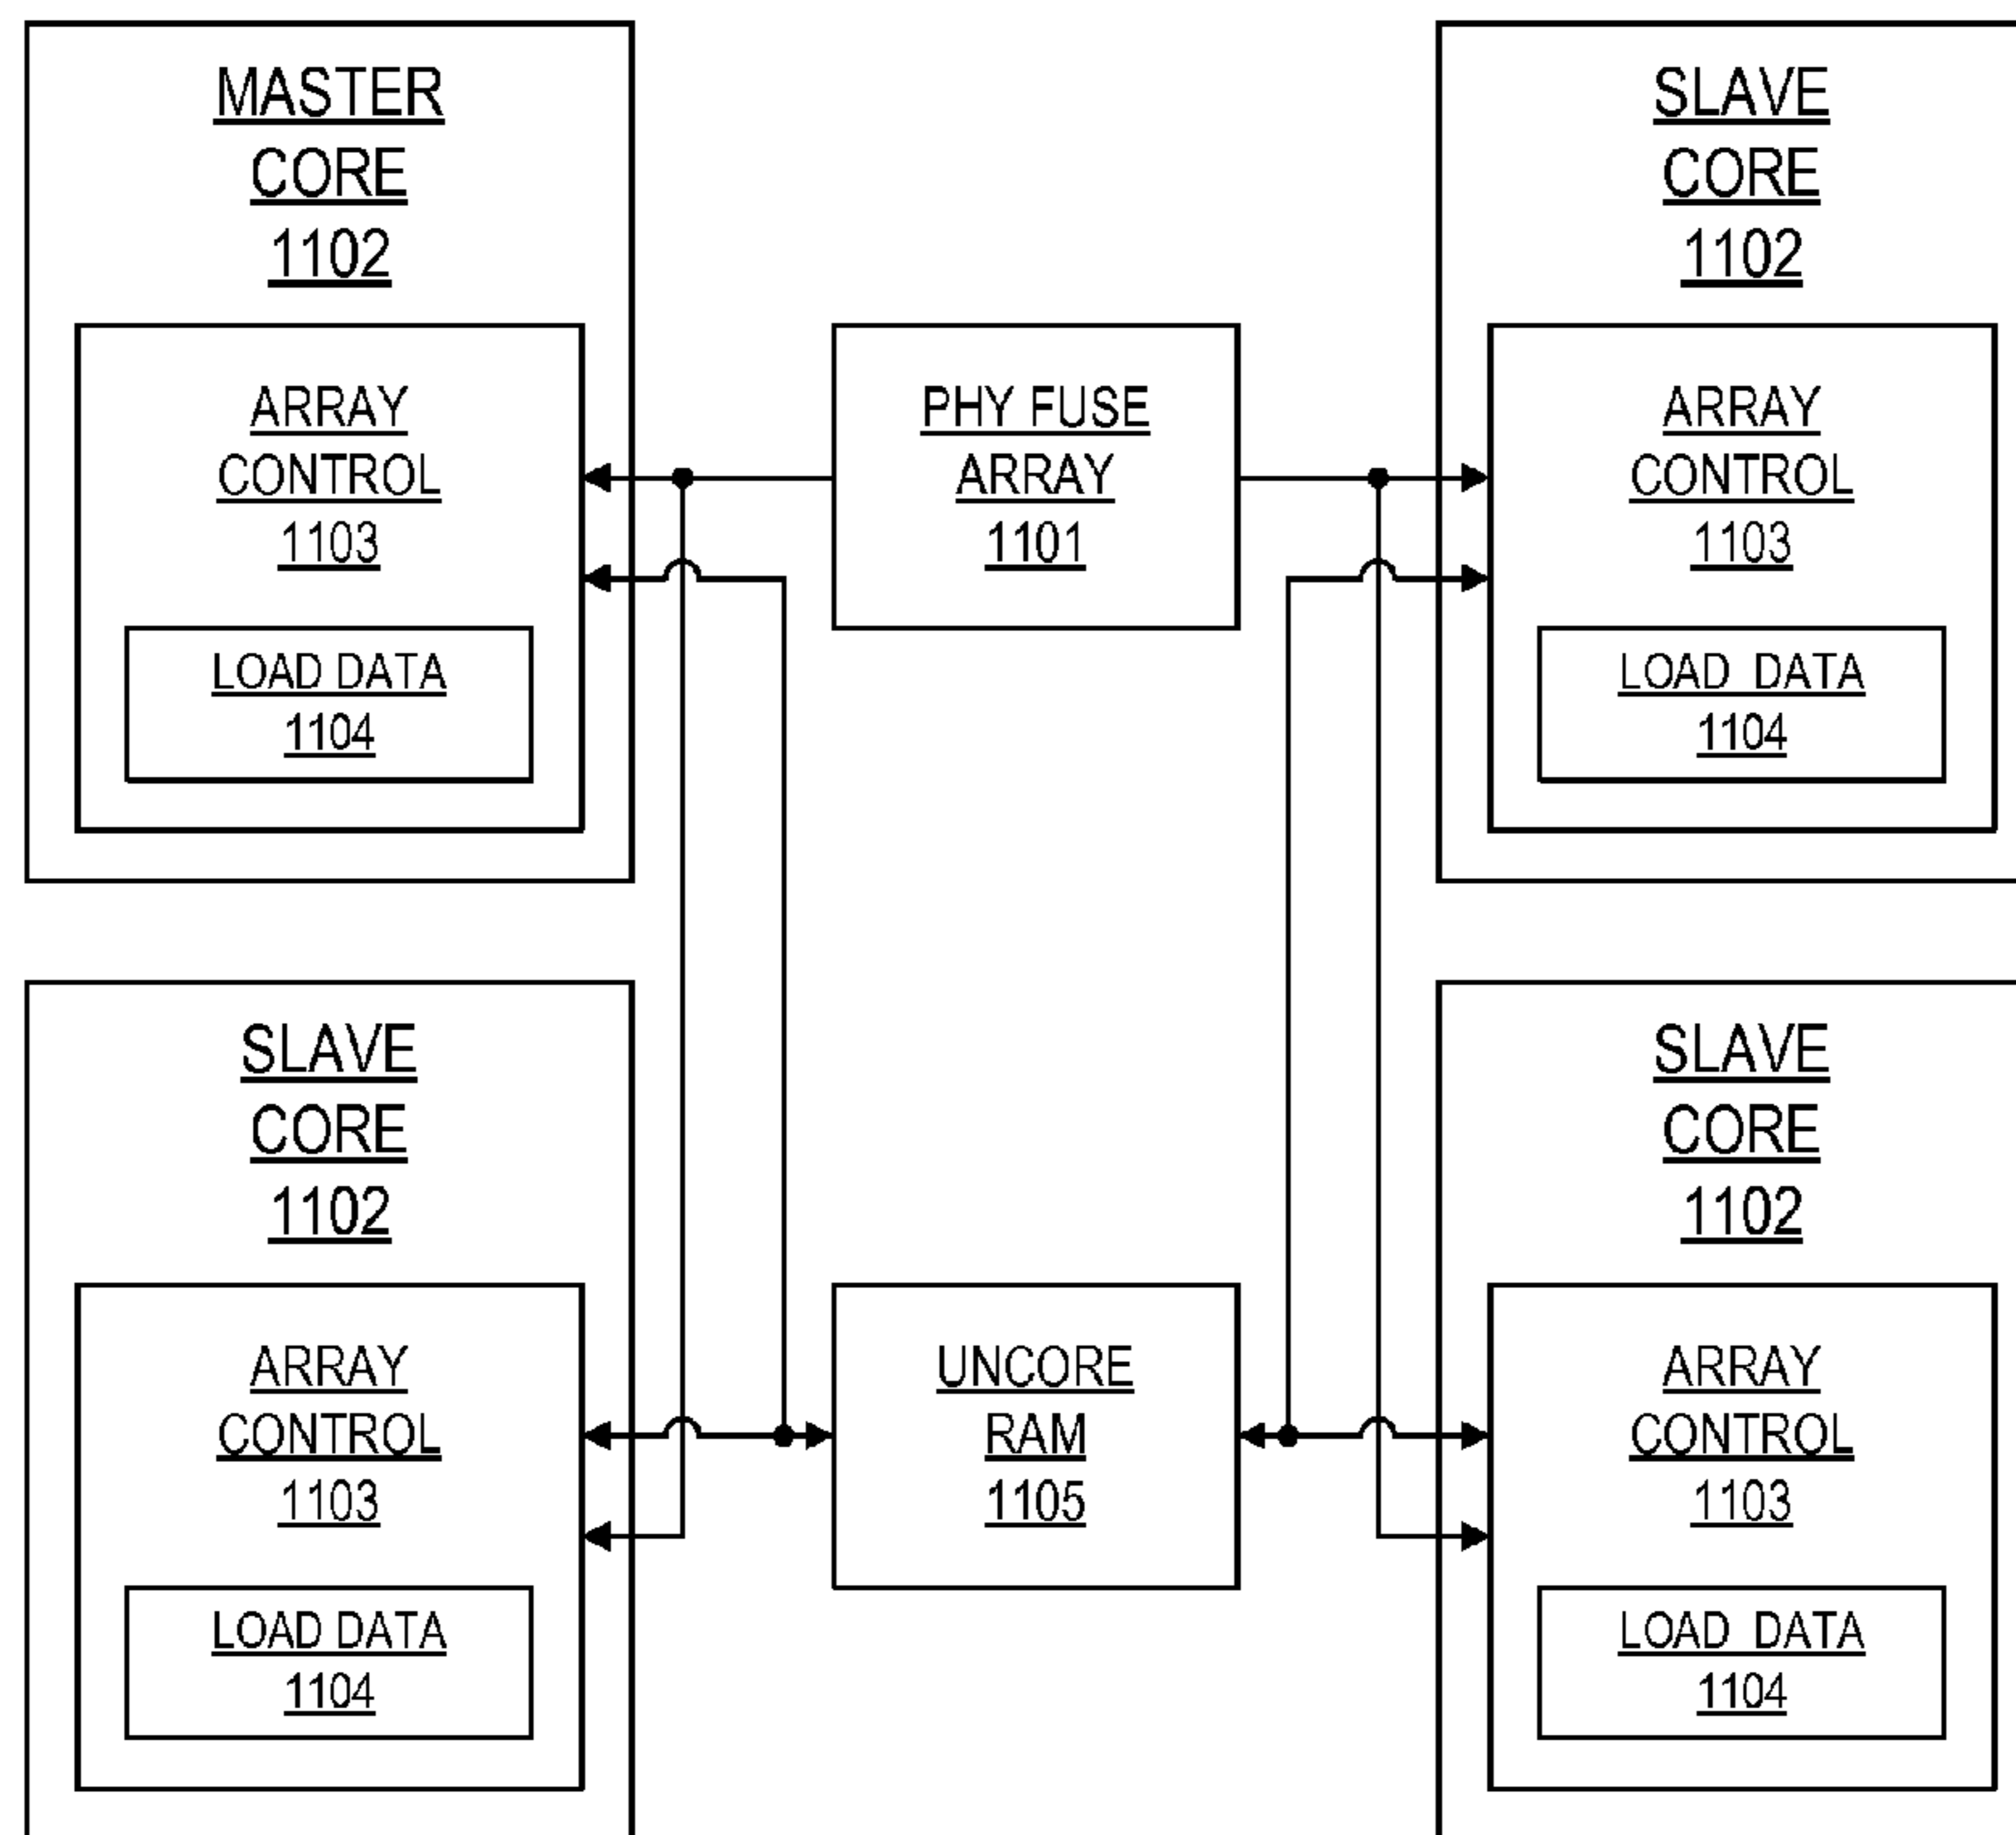 MASTER
CORE
1102
ARRAY
CONTROL
1103
LOAD DATA
1104
PHY FUSE
ARRAY
1101
SLAVE
CORE
1102
ARRAY
CONTROL
1103
LOAD DATA
1104
SLAVE
CORE
1102
ARRAY
CONTROL
1103
LOAD DATA
1104
UNCORE
RAM
1105
SLAVE
CORE
1102
ARRAY
CONTROL
1103
LOAD DATA
1104